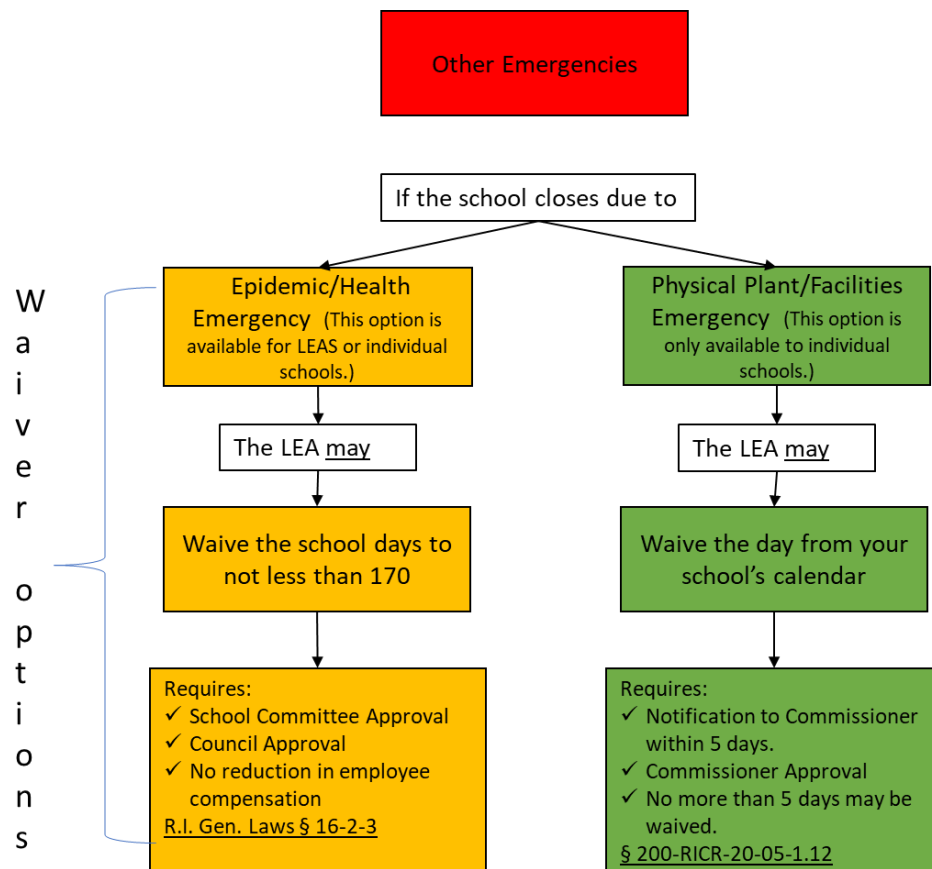 Other Emergencies
If the school closes due to
Waiver options
Epidemic/Health
Emergency (This option is
available for LEAS or individual
schools.)
The LEA may
Waive the school days to
not less than 170
Requires:
✓ School Committee Approval
✓ Council Approval
✓ No reduction in employee
compensation
R.I. Gen. Laws § 16-2-3
Physical Plant/Facilities
Emergency (This option is
only available to individual
schools.)
The LEA may
Waive the day from your
school's calendar
Requires:
✓ Notification to Commissioner
within 5 days.
✓ Commissioner Approval
✓ No more than 5 days may be
waived.
§ 200-RICR-20-05-1.12